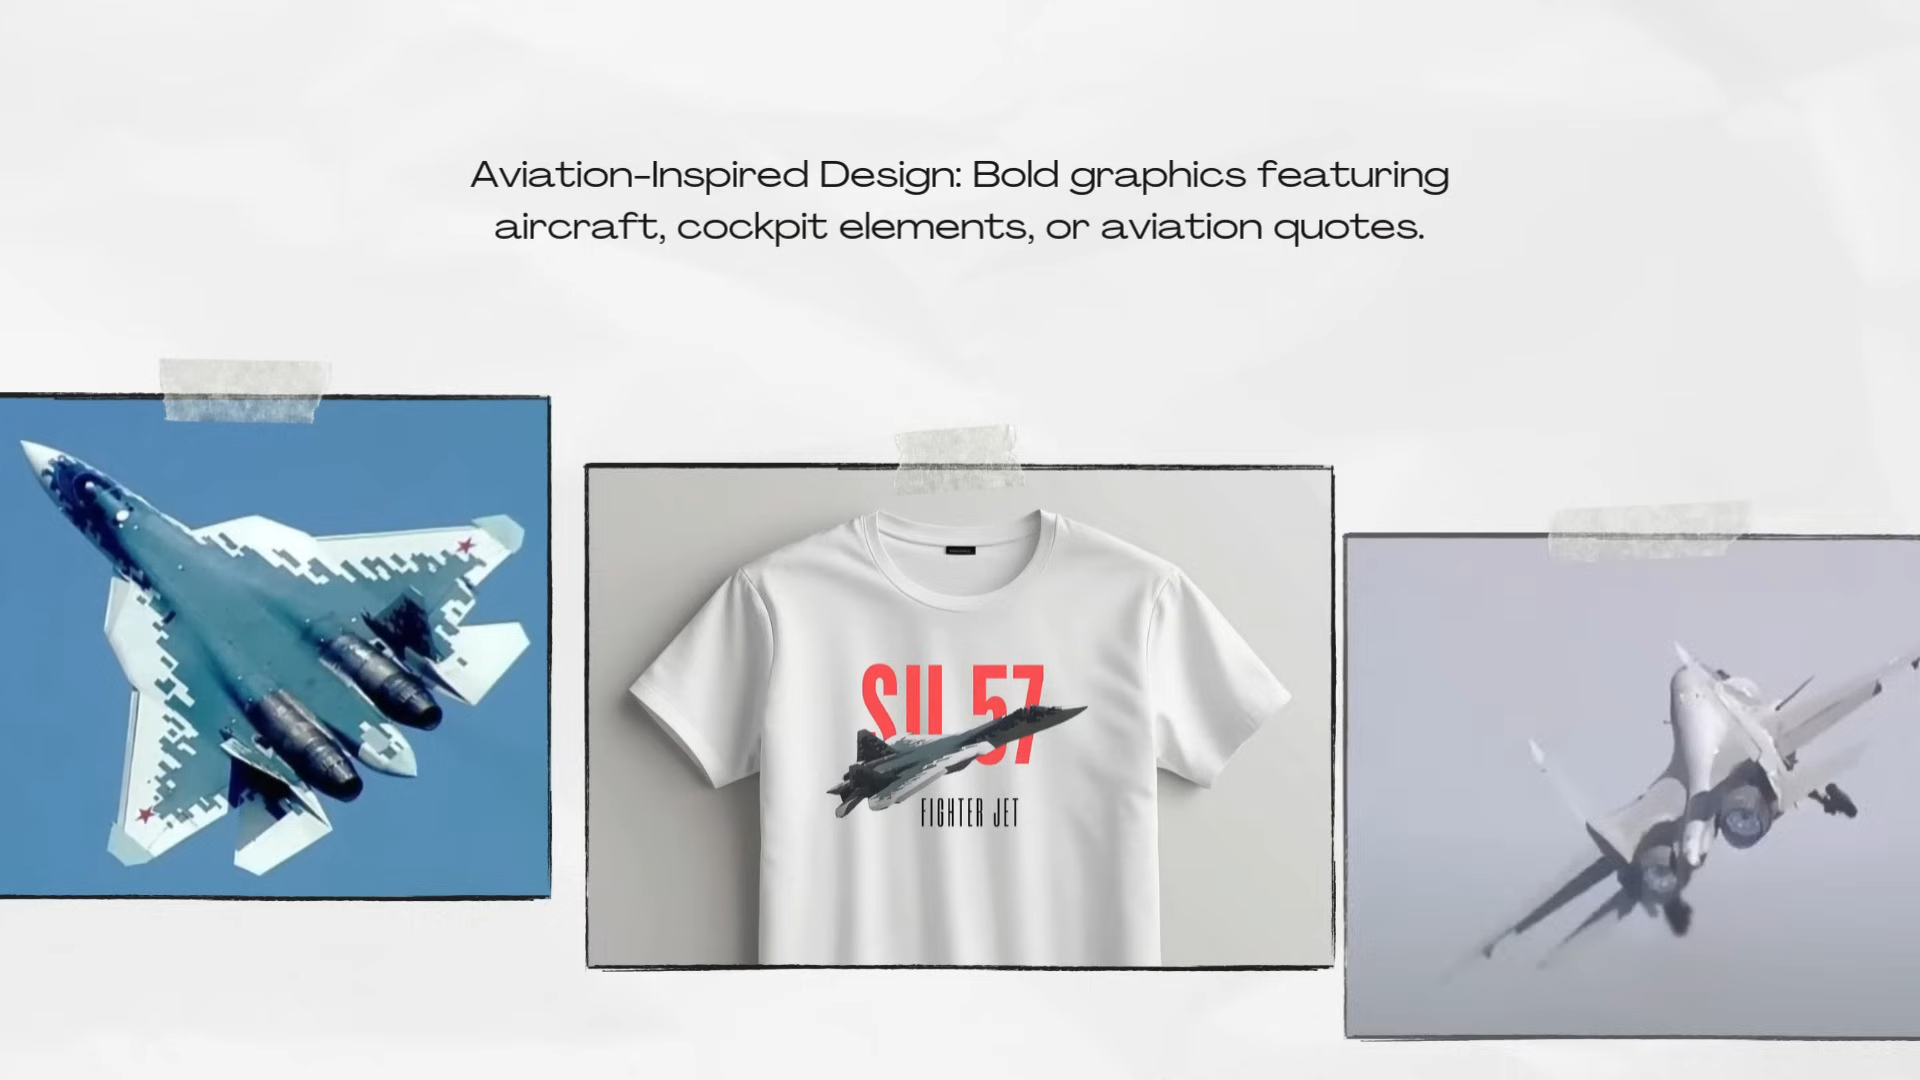 Aviation-Inspired Design: Bold graphics featuring
aircraft, cockpit elements, or aviation quotes.
SU 57
FIGHTER JET